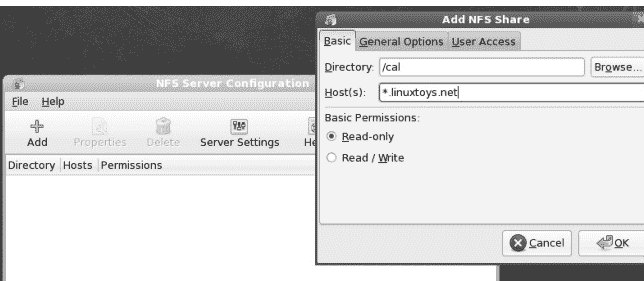 NFS Server Configuration
File Help
Add Properties Delete Server Settings
Directory Hosts Permissions
Add NFS Share
Basic General Options User Access
Directory: /cal Browse...
Host(s): *.linuxtoys.net
Basic Permissions:
Read-only
Read / Write
Cancel OK